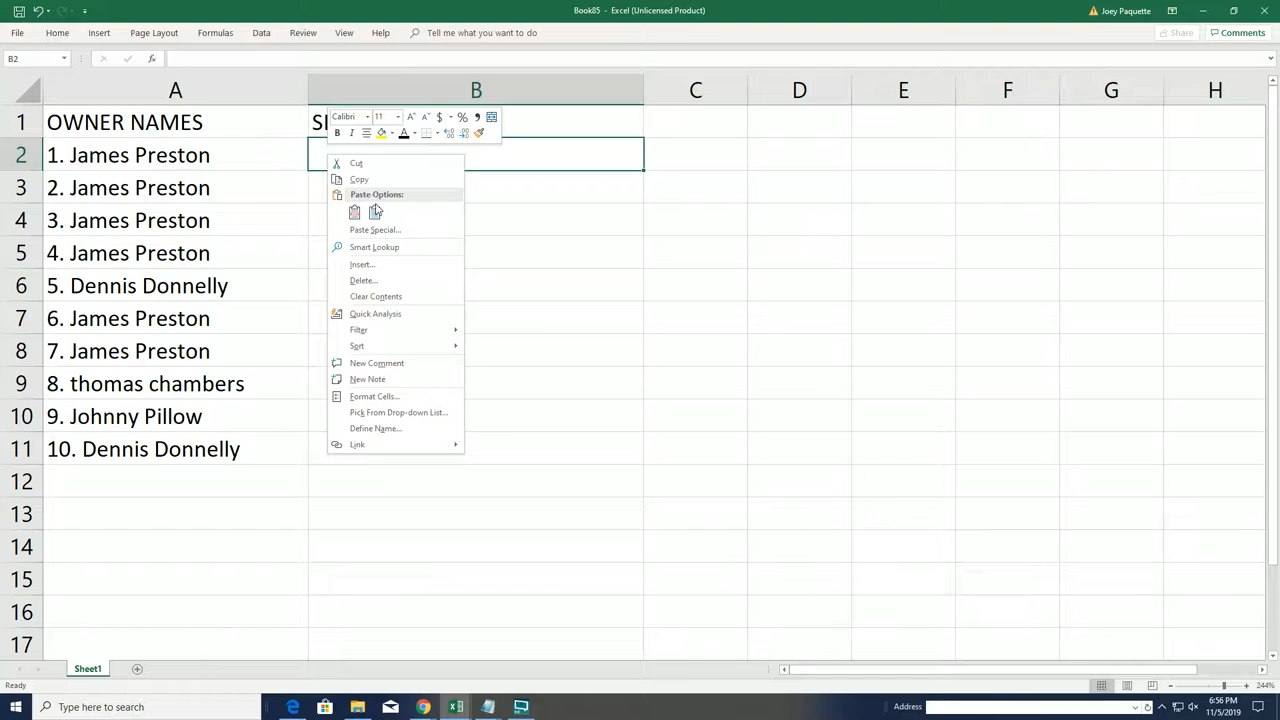 Book85 - Excel (Unlicensed Product)
Joey Paquette
File Home Insert Page Layout Formulas Data Review View Help Tell me what you want to do Share Comments
B2 fx
A B C D E F G H
Calibri 11 $ % ,
B I A
1 OWNER NAMES
2 1. James Preston
3 2. James Preston
4 3. James Preston
5 4. James Preston
6 5. Dennis Donnelly
7 6. James Preston
8 7. James Preston
9 8. thomas chambers
10 9. Johnny Pillow
11 10. Dennis Donnelly
12
13
14
15
16
17
Cut
Copy
Paste Options:
Paste Special...
Smart Lookup
Insert...
Delete...
Clear Contents
Quick Analysis
Filter
Sort
New Comment
New Note
Format Cells...
Pick From Drop-down List...
Define Name...
Link
Sheet1
Ready 244%
Type here to search Address 6:56 PM
11/5/2019